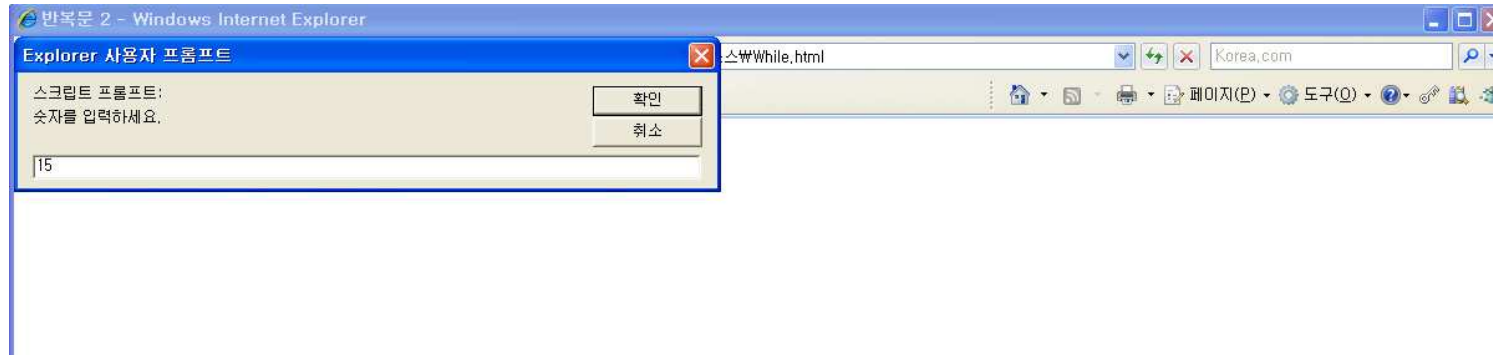 반복문 2 - Windows Internet Explorer
Explorer 사용자 프롬프트
스₩While.html
Korea.com
스크립트 프롬프트:
숫자를 입력하세요.
확인
취소
페이지(P)
도구(O)
15